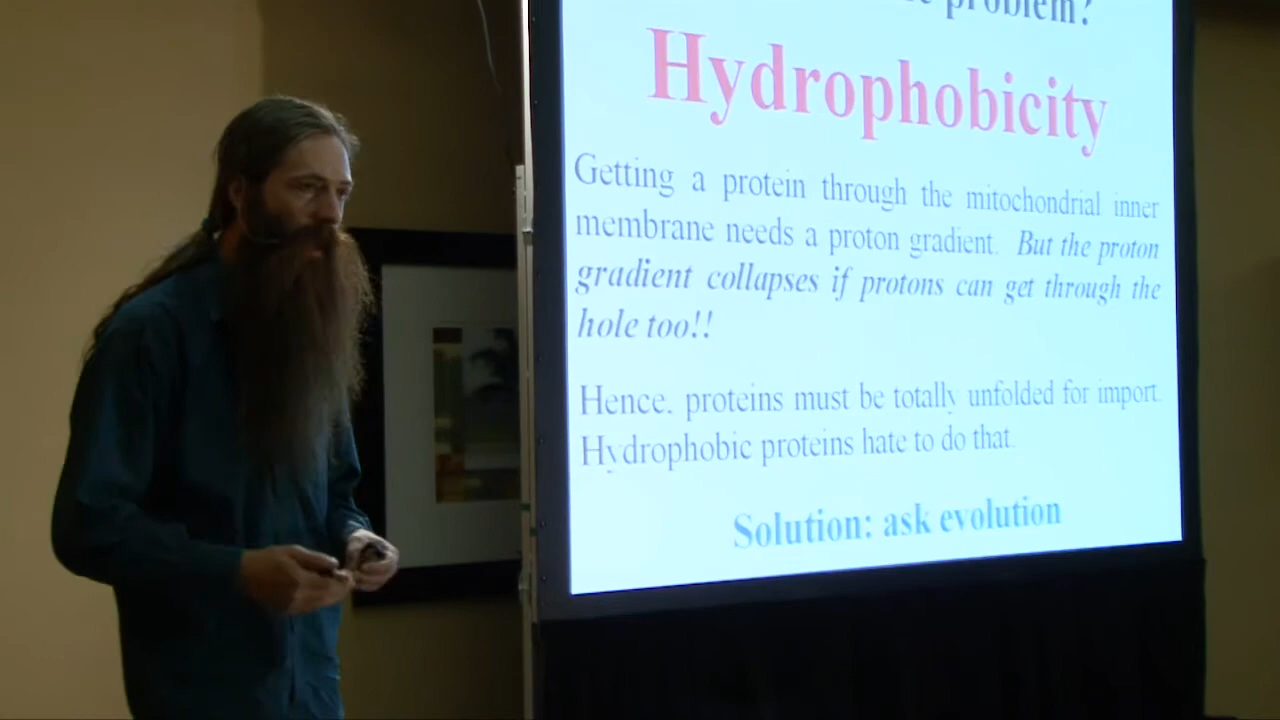 problem?
Hydrophobicity
Getting a protein through the mitochondrial inner
membrane needs a proton gradient. But the proton
gradient collapses if protons can get through the
hole too!!
Hence, proteins must be totally unfolded for import.
Hydrophobic proteins hate to do that.
Solution: ask evolution